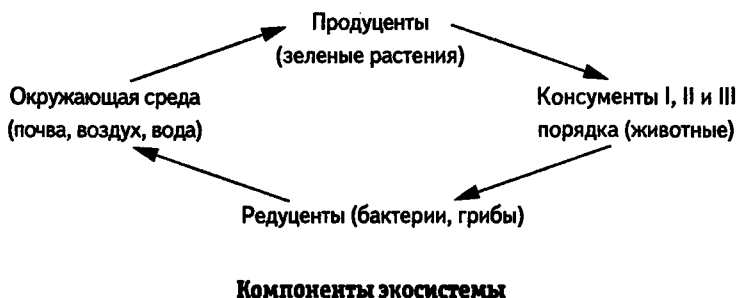 Продуценты
(зеленые растения)
Окружающая среда
(почва, воздух, вода)
Консументы I, II и III
порядка (животные)
Редуценты (бактерии, грибы)
Компоненты экосистемы